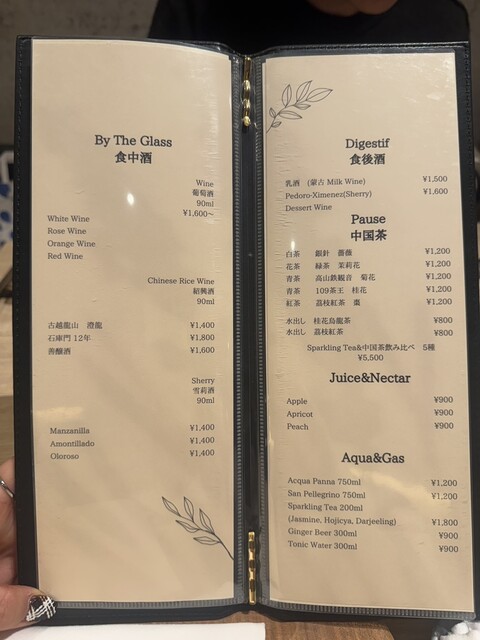 By The Glass
食中酒
Wine
葡萄酒
90ml
¥1,600～
White Wine
Rose Wine
Orange Wine
Red Wine
Chinese Rice Wine
紹興酒
90ml
古越龍山　澄龍 ¥1,400
石庫門 12年 ¥1,800
善醸酒 ¥1,600
Sherry
雪莉酒
90ml
Manzanilla ¥1,400
Amontillado ¥1,400
Oloroso ¥1,400
Digestif
食後酒
乳酒　(蒙古 Milk Wine) ¥1,500
Pedoro-Ximenez(Sherry) ¥1,600
Dessert Wine
Pause
中国茶
白茶　銀針　薔薇 ¥1,200
花茶　緑茶　茉莉花 ¥1,200
青茶　高山鉄観音　菊花 ¥1,200
青茶　109茶王　桂花 ¥1,200
紅茶　荔枝紅茶　棗 ¥1,200
水出し　桂花烏龍茶 ¥800
水出し　荔枝紅茶 ¥800
Sparkling Tea&中国茶飲み比べ　5種
¥5,500
Juice&Nectar
Apple ¥900
Apricot ¥900
Peach ¥900
Aqua&Gas
Acqua Panna 750ml ¥1,200
San Pellegrino 750ml ¥1,200
Sparkling Tea 200ml
(Jasmine, Hojicya, Darjeeling) ¥1,800
Ginger Beer 300ml ¥900
Tonic Water 300ml ¥900